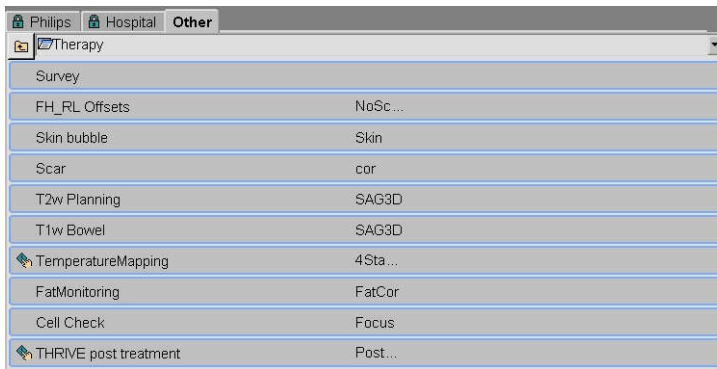 Philips Hospital Other
Therapy
Survey
FH_RL Offsets NoSc...
Skin bubble Skin
Scar cor
T2w Planning SAG3D
T1w Bowel SAG3D
TemperatureMapping 4Sta...
FatMonitoring FatCor
Cell Check Focus
THRIVE post treatment Post...